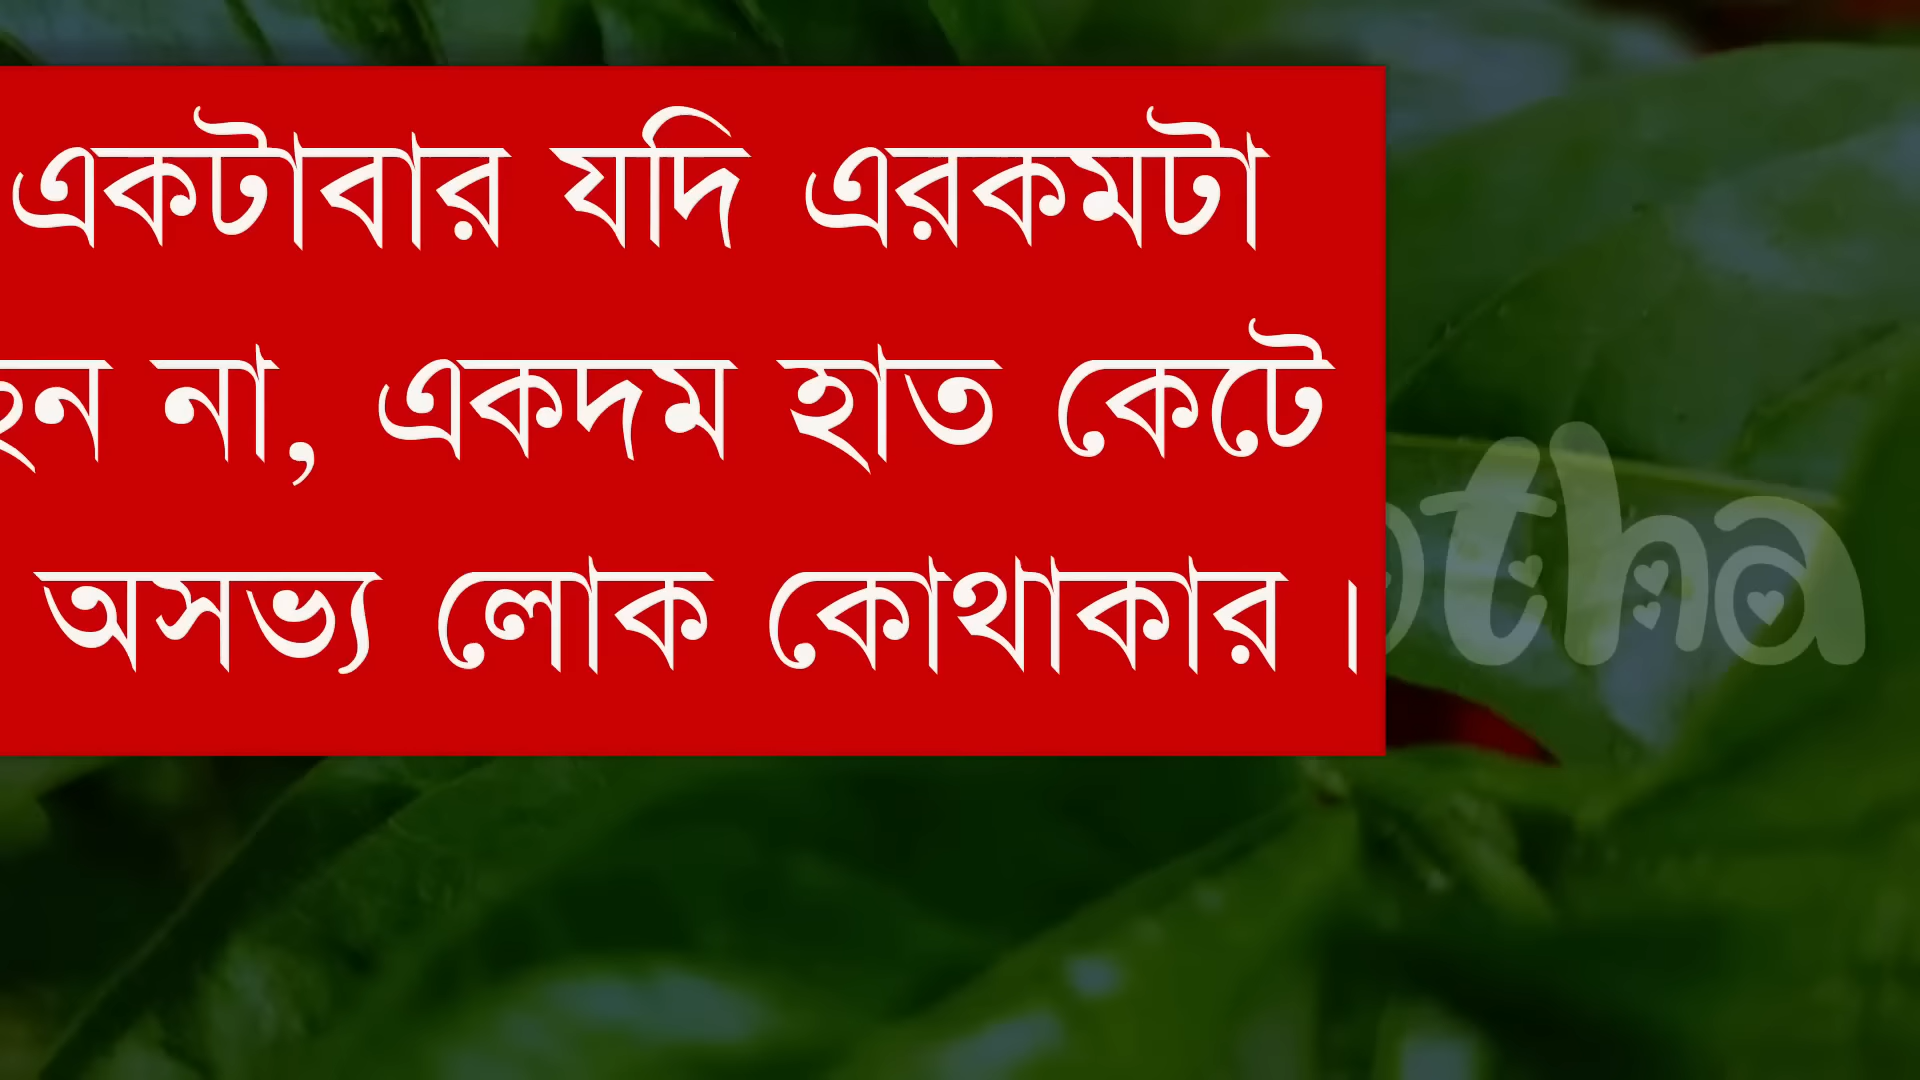 একটাবার যদি এরকমটা
না, একদম হাত কেটে
অসভ্য লোক কোথাকার ।